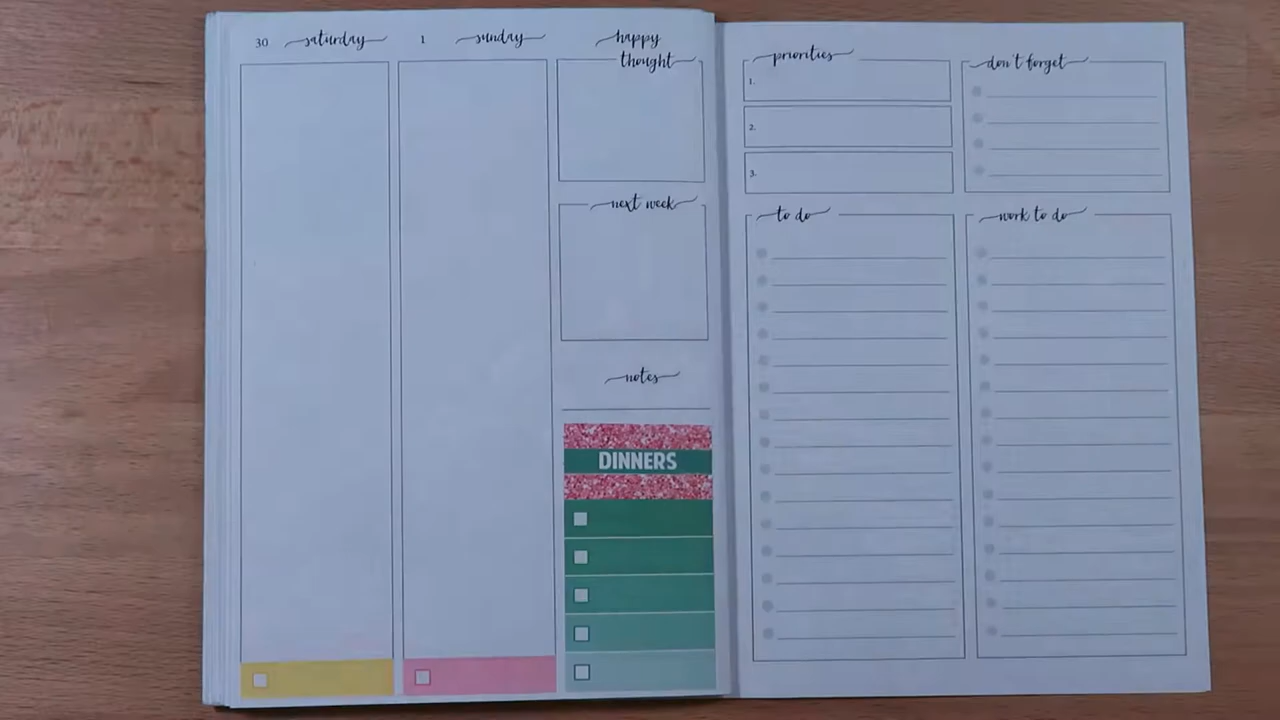 30 saturday
1 sunday
happy
thought
next week
notes
DINNERS
priorities
1.
2.
3.
don't forget
to do
work to do